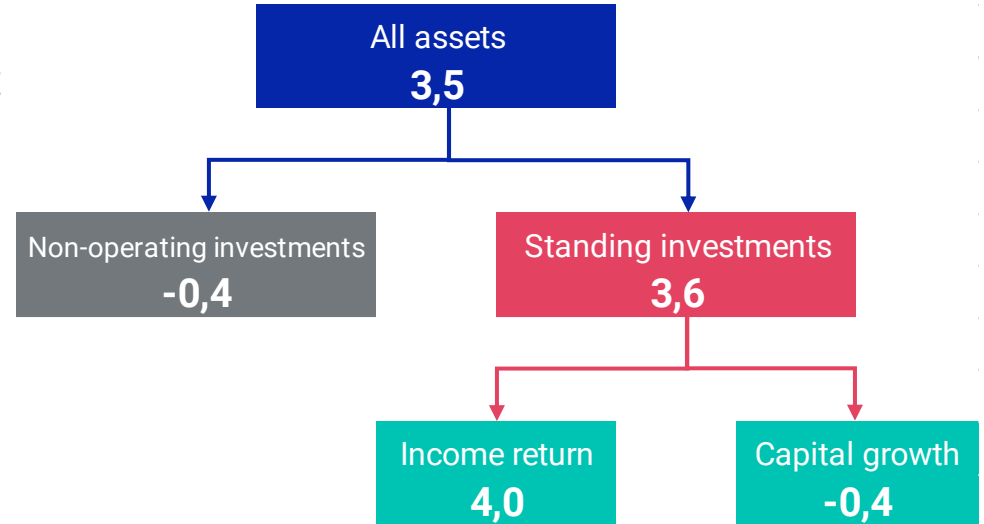 All assets
3,5
Non-operating investments
-0,4
Standing investments
3,6
Income return
4,0
Capital growth
-0,4